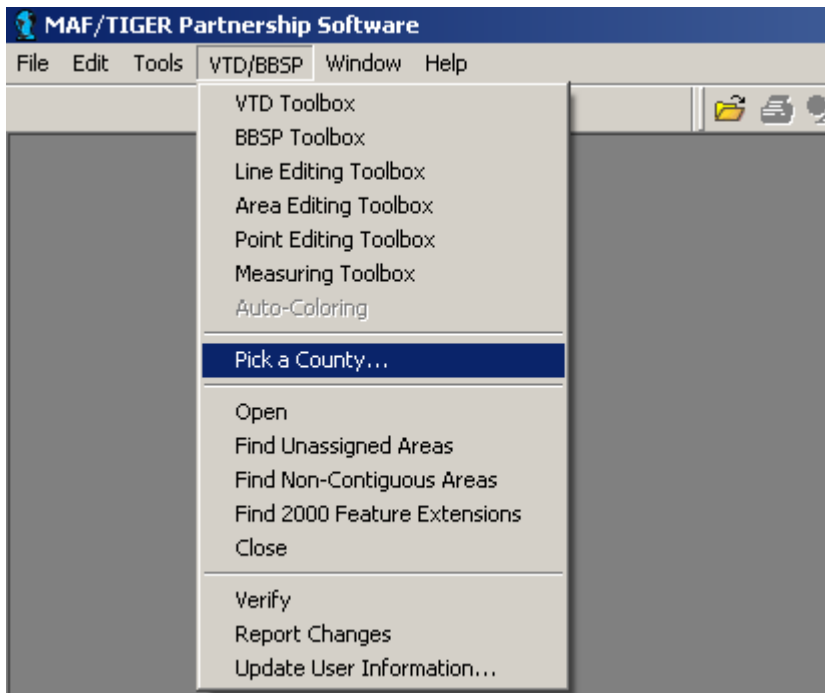 MAF/TIGER Partnership Software
File Edit Tools VTD/BBSP Window Help
VTD Toolbox
BBSP Toolbox
Line Editing Toolbox
Area Editing Toolbox
Point Editing Toolbox
Measuring Toolbox
Auto-Coloring
Pick a County...
Open
Find Unassigned Areas
Find Non-Contiguous Areas
Find 2000 Feature Extensions
Close
Verify
Report Changes
Update User Information...